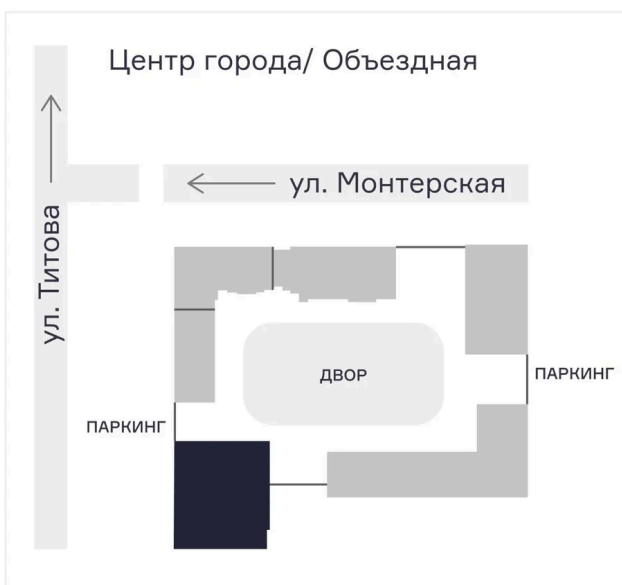 Центр города/ Объездная
ул. Монтерская
ул. Титова
ДВОР
ПАРКИНГ
ПАРКИНГ